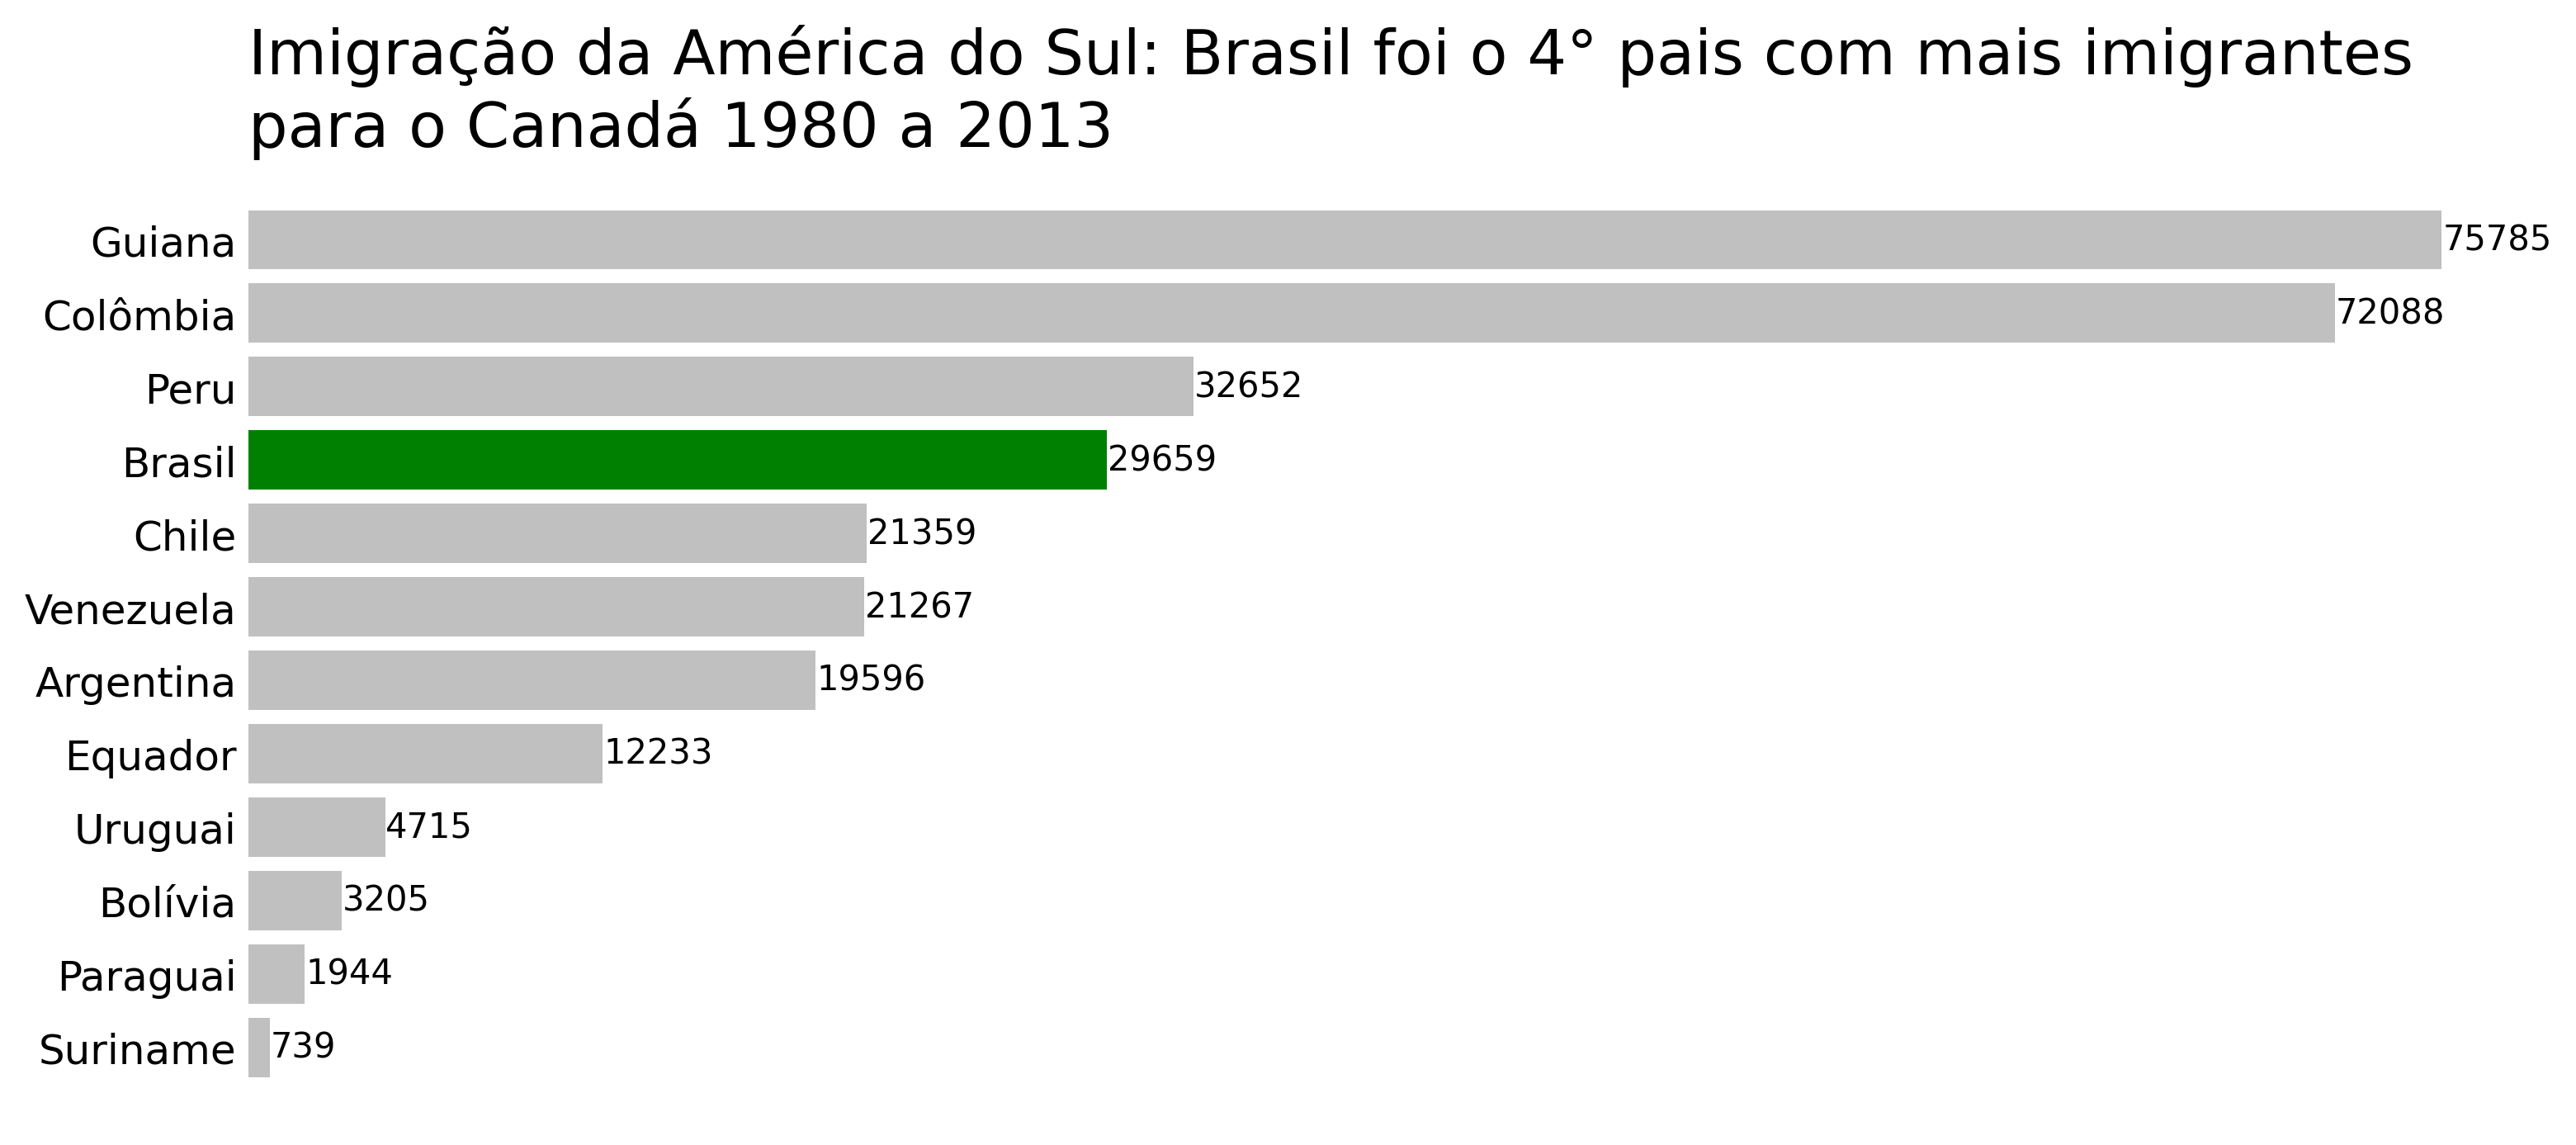 Imigração da América do Sul: Brasil foi o 4° pais com mais imigrantes
para o Canadá 1980 a 2013
Guiana 75785
Colômbia 72088
Peru 32652
Brasil 29659
Chile 21359
Venezuela 21267
Argentina 19596
Equador 12233
Uruguai 4715
Bolívia 3205
Paraguai 1944
Suriname 739